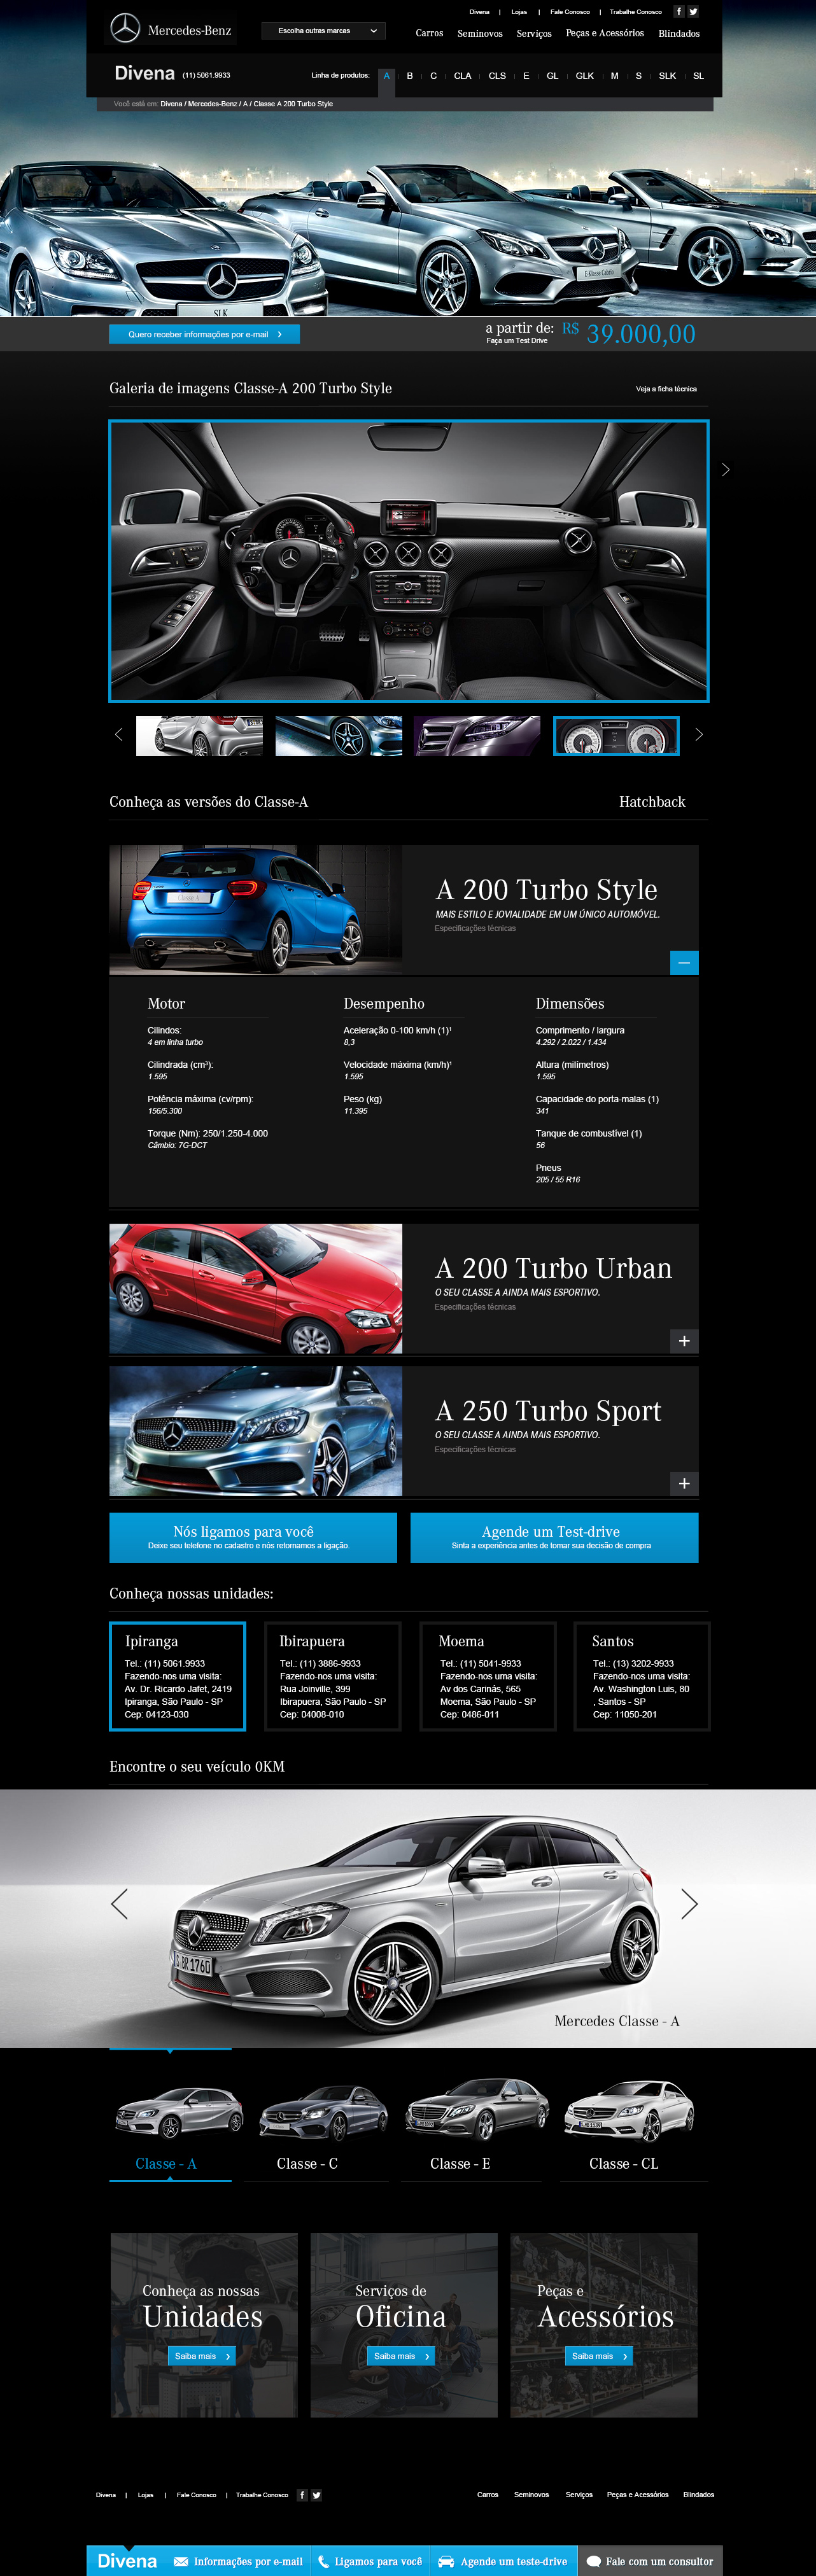 Divena | Lojas | Fale Conosco | Trabalhe Conosco
Mercedes-Benz
Escolha outras marcas
Carros Seminovos Serviços Peças e Acessórios Blindados
Divena (11) 5061.9933
Linha de produtos: A B C CLA CLS E GL GLK M S SLK SL
Você está em: Divena / Mercedes-Benz / A / Classe A 200 Turbo Style
SLK
E-Klasse Cabrio
Quero receber informações por e-mail
a partir de: R$ 39.000,00
Faça um Test Drive
Galeria de imagens Classe-A 200 Turbo Style
Veja a ficha técnica
Conheça as versões do Classe-A
Hatchback
Classe A
A 200 Turbo Style
MAIS ESTILO E JOVIALIDADE EM UM ÚNICO AUTOMÓVEL.
Especificações técnicas
Motor
Cilindos:
4 em linha turbo
Cilindrada (cm³):
1.595
Potência máxima (cv/rpm):
156/5.300
Torque (Nm): 250/1.250-4.000
Câmbio: 7G-DCT
Desempenho
Aceleração 0-100 km/h (1)¹
8,3
Velocidade máxima (km/h)¹
1.595
Peso (kg)
11.395
Dimensões
Comprimento / largura
4.292 / 2.022 / 1.434
Altura (milímetros)
1.595
Capacidade do porta-malas (1)
341
Tanque de combustível (1)
56
Pneus
205 / 55 R16
A 200 Turbo Urban
O SEU CLASSE A AINDA MAIS ESPORTIVO.
Especificações técnicas
A 250 Turbo Sport
O SEU CLASSE A AINDA MAIS ESPORTIVO.
Especificações técnicas
Nós ligamos para você
Deixe seu telefone no cadastro e nós retornamos a ligação.
Agende um Test-drive
Sinta a experiência antes de tomar sua decisão de compra
Conheça nossas unidades:
Ipiranga
Tel.: (11) 5061.9933
Fazendo-nos uma visita:
Av. Dr. Ricardo Jafet, 2419
Ipiranga, São Paulo - SP
Cep: 04123-030
Ibirapuera
Tel.: (11) 3886-9933
Fazendo-nos uma visita:
Rua Joinville, 399
Ibirapuera, São Paulo - SP
Cep: 04008-010
Moema
Tel.: (11) 5041-9933
Fazendo-nos uma visita:
Av dos Carinás, 565
Moema, São Paulo - SP
Cep: 0486-011
Santos
Tel.: (13) 3202-9933
Fazendo-nos uma visita:
Av. Washington Luis, 80
, Santos - SP
Cep: 11050-201
Encontre o seu veículo 0KM
S BR 1760
Mercedes Classe - A
Classe - A
Classe - C
Classe - E
Classe - CL
Conheça as nossas
Unidades
Saiba mais
Serviços de
Oficina
Saiba mais
Peças e
Acessórios
Saiba mais
Divena | Lojas | Fale Conosco | Trabalhe Conosco
Carros Seminovos Serviços Peças e Acessórios Blindados
Divena
Informações por e-mail
Ligamos para você
Agende um teste-drive
Fale com um consultor